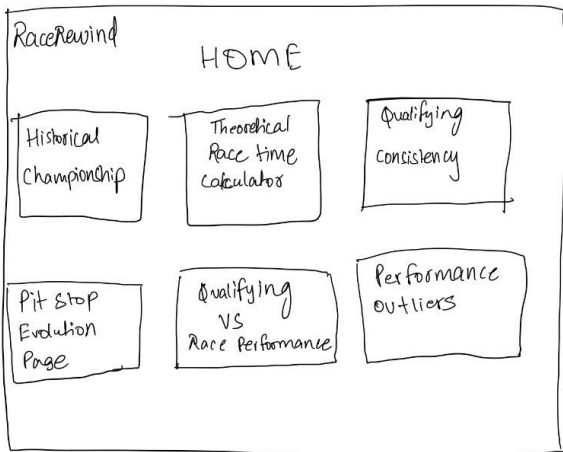 RaceRewind
HOME
Historical
Championship
Theoretical
Race time
Calculator
Qualifying
consistency
Pit Stop
Evolution
Page
Qualifying
VS
Race Performance
Performance
Outliers